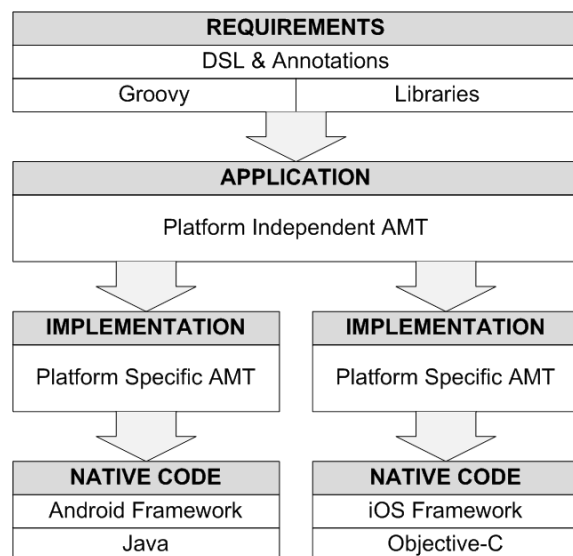 REQUIREMENTS
DSL & Annotations
Groovy
Libraries
APPLICATION
Platform Independent AMT
IMPLEMENTATION
IMPLEMENTATION
Platform Specific AMT
Platform Specific AMT
NATIVE CODE
NATIVE CODE
Android Framework
iOS Framework
Java
Objective-C